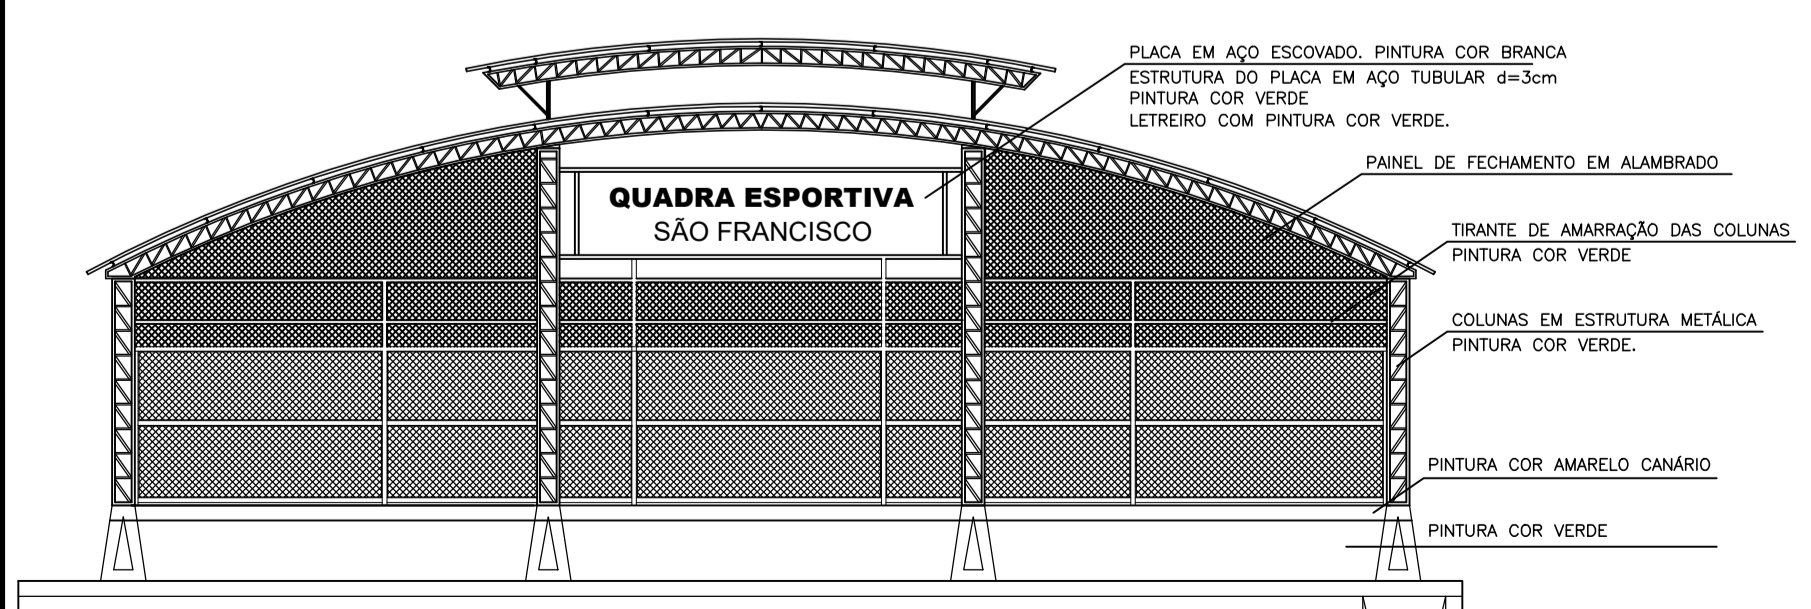 PLACA EM AÇO ESCOVADO. PINTURA COR BRANCA
ESTRUTURA DO PLACA EM AÇO TUBULAR d=3cm
PINTURA COR VERDE
LETREIRO COM PINTURA COR VERDE.
PAINEL DE FECHAMENTO EM ALAMBRADO
QUADRA ESPORTIVA
SÃO FRANCISCO
TIRANTE DE AMARRAÇÃO DAS COLUNAS
PINTURA COR VERDE
COLUNAS EM ESTRUTURA METÁLICA
PINTURA COR VERDE.
PINTURA COR AMARELO CANÁRIO
PINTURA COR VERDE